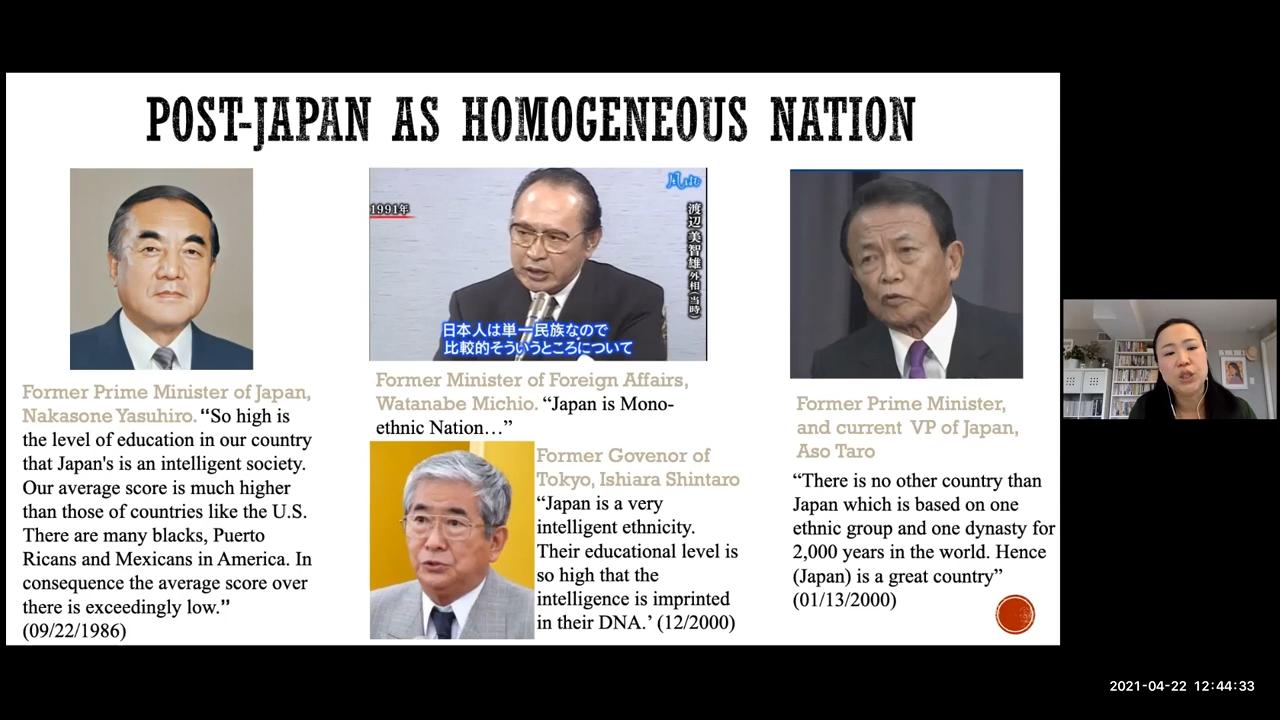 POST-JAPAN AS HOMOGENEOUS NATION
Former Prime Minister of Japan,
Nakasone Yasuhiro. “So high is
the level of education in our country
that Japan's is an intelligent society.
Our average score is much higher
than those of countries like the U.S.
There are many blacks, Puerto
Ricans and Mexicans in America. In
consequence the average score over
there is exceedingly low.”
(09/22/1986)
1991年
渡辺美智雄外相(当時)
日本人は単一民族なので
比較的そういうところについて
Former Minister of Foreign Affairs,
Watanabe Michio. “Japan is Mono-
ethnic Nation…”
Former Govenor of
Tokyo, Ishiara Shintaro
“Japan is a very
intelligent ethnicity.
Their educational level is
so high that the
intelligence is imprinted
in their DNA.’ (12/2000)
Former Prime Minister,
and current VP of Japan,
Aso Taro
“There is no other country than
Japan which is based on one
ethnic group and one dynasty for
2,000 years in the world. Hence
(Japan) is a great country”
(01/13/2000)
2021-04-22 12:44:33